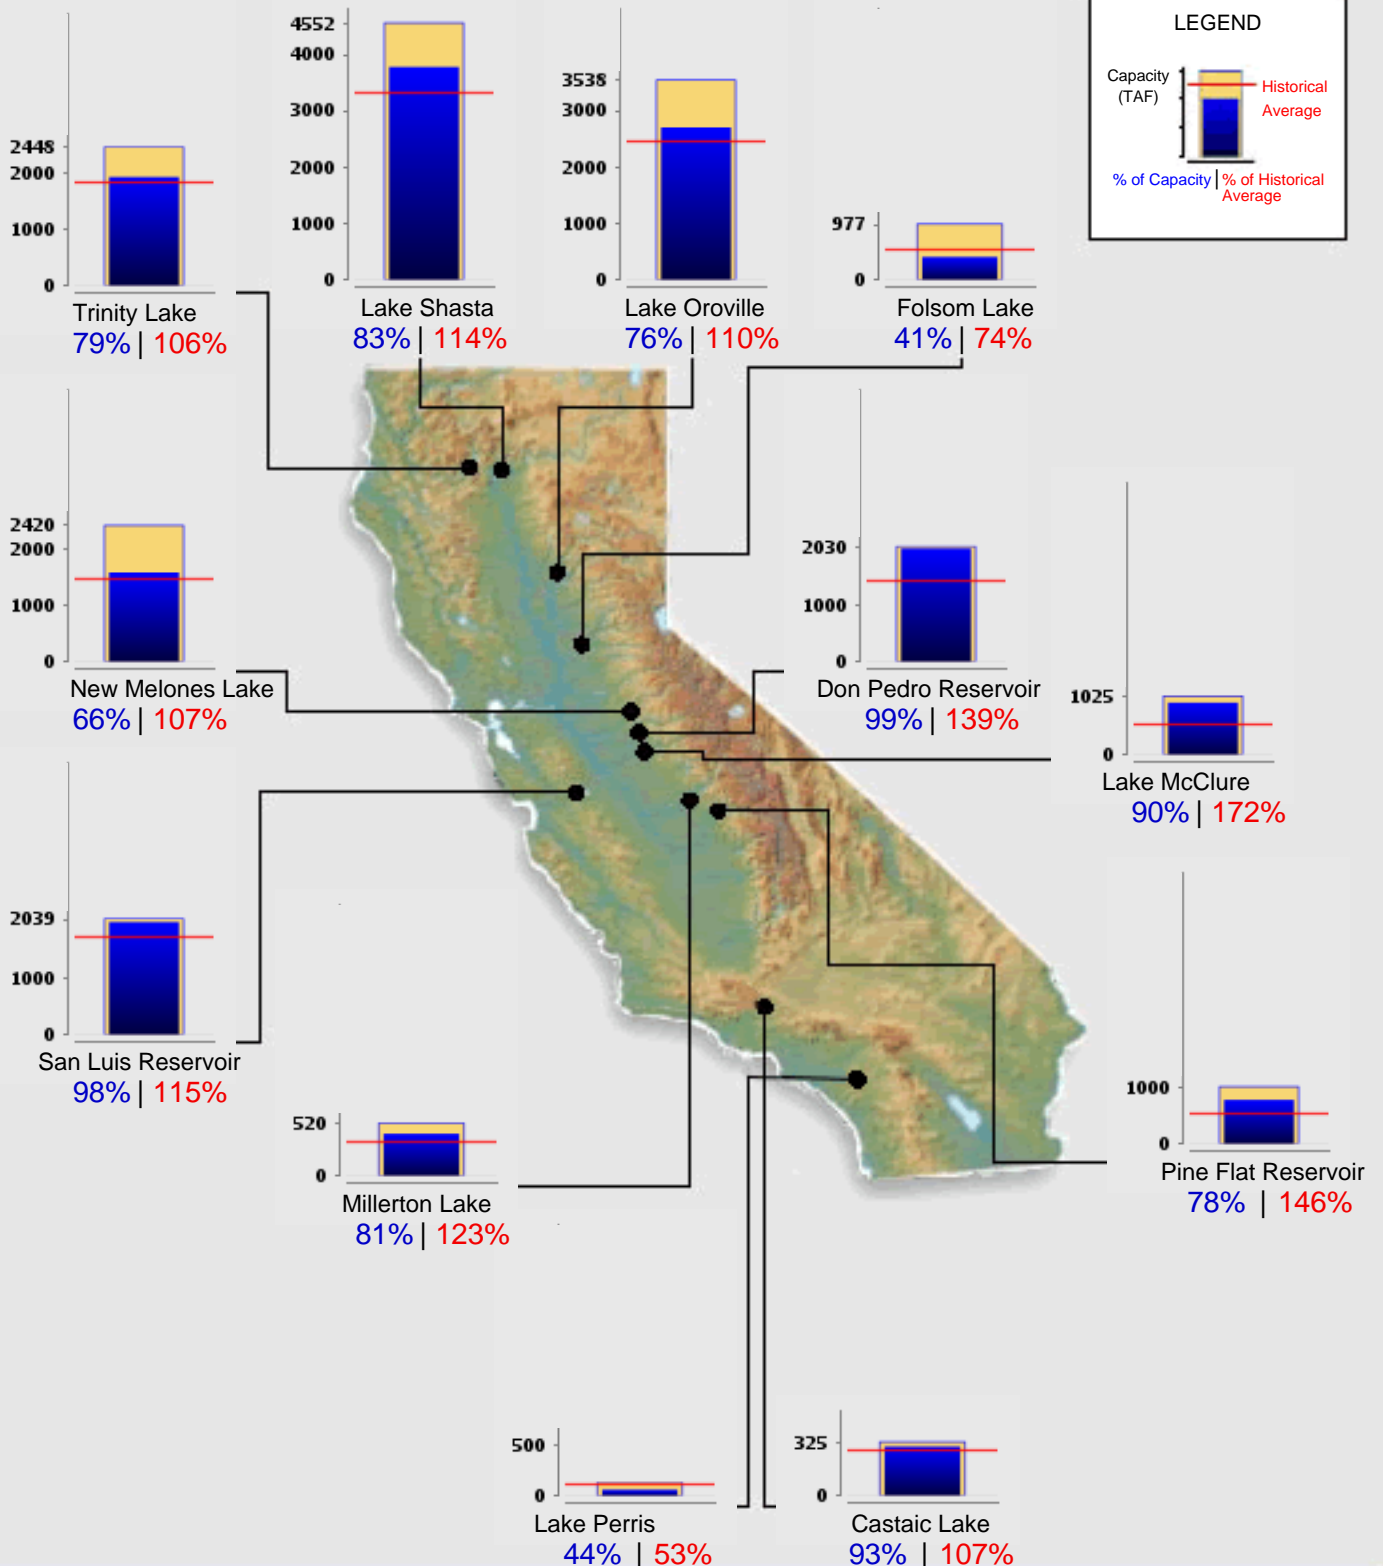 LEGEND
Capacity
(TAF)
Historical
Average
% of Capacity | % of Historical
Average
2448
2000
1000
0
Trinity Lake
79% | 106%
4552
4000
3000
2000
1000
0
Lake Shasta
83% | 114%
3538
3000
2000
1000
0
Lake Oroville
76% | 110%
977
0
Folsom Lake
41% | 74%
2420
2000
1000
0
New Melones Lake
66% | 107%
2030
1000
0
Don Pedro Reservoir
99% | 139%
1025
0
Lake McClure
90% | 172%
2039
1000
0
San Luis Reservoir
98% | 115%
520
0
Millerton Lake
81% | 123%
1000
0
Pine Flat Reservoir
78% | 146%
500
0
Lake Perris
44% | 53%
325
0
Castaic Lake
93% | 107%